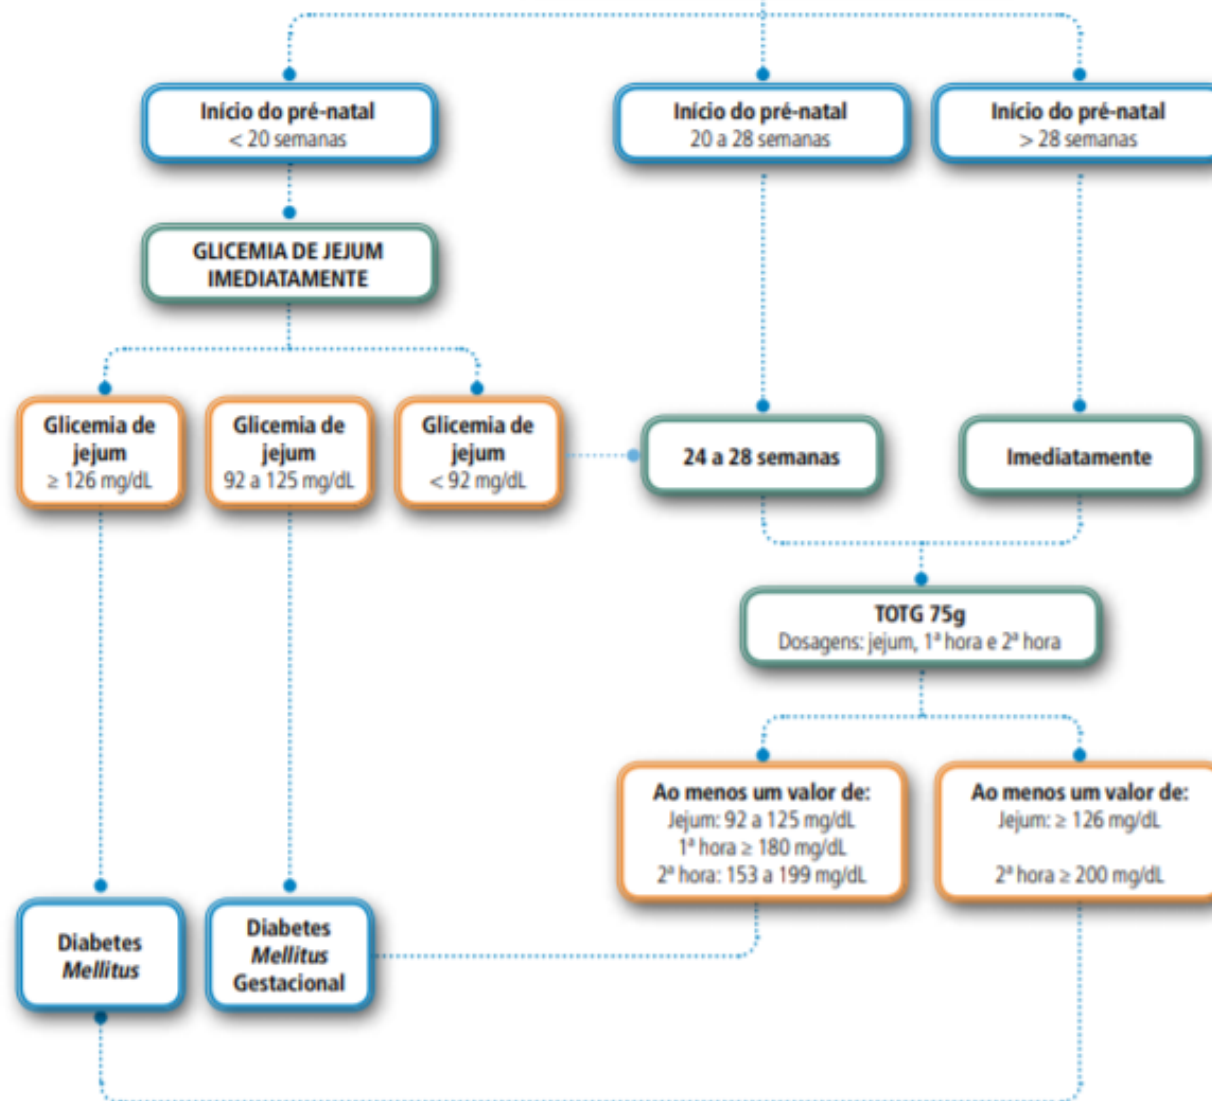 Início do pré-natal
< 20 semanas
Início do pré-natal
20 a 28 semanas
Início do pré-natal
> 28 semanas
GLICEMIA DE JEJUM
IMEDIATAMENTE
Glicemia de
jejum
≥ 126 mg/dL
Glicemia de
jejum
92 a 125 mg/dL
Glicemia de
jejum
< 92 mg/dL
24 a 28 semanas
Imediatamente
TOTG 75g
Dosagens: jejum, 1ª hora e 2ª hora
Ao menos um valor de:
Jejum: 92 a 125 mg/dL
1ª hora ≥ 180 mg/dL
2ª hora: 153 a 199 mg/dL
Ao menos um valor de:
Jejum: ≥ 126 mg/dL
2ª hora ≥ 200 mg/dL
Diabetes
Mellitus
Diabetes
Mellitus
Gestacional